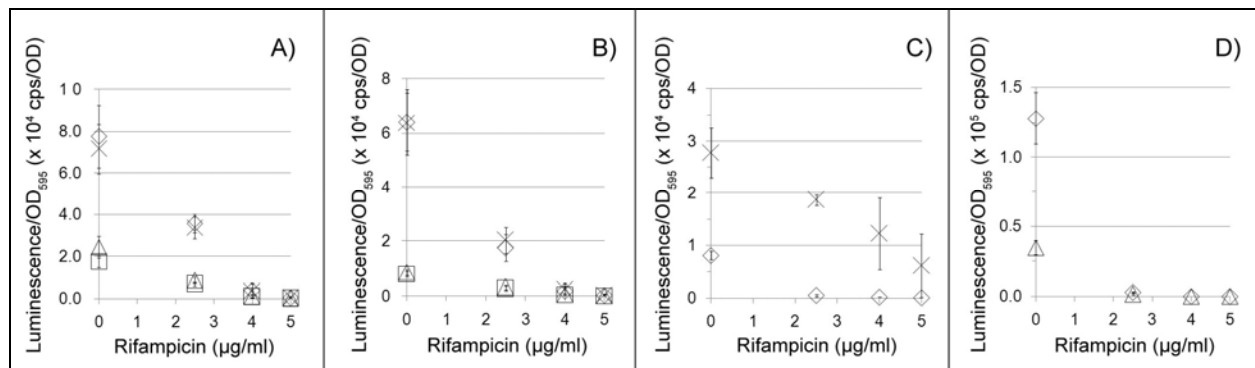 A)
Luminescence/OD595 (x 10⁴ cps/OD)
1 0
8.0
6.0
4.0
2.0
0.0
0 1 2 3 4 5
Rifampicin (µg/ml)
B)
Luminescence/OD595 (x 10⁴ cps/OD)
8
6
4
2
0
0 1 2 3 4 5
Rifampicin (µg/ml)
C)
Luminescence/OD595 (x 10⁴ cps/OD)
4
3
2
1
0
0 1 2 3 4 5
Rifampicin (µg/ml)
D)
Luminescence/OD595 (x 10⁵ cps/OD)
1.5
1.0
0.5
0.0
0 1 2 3 4 5
Rifampicin (µg/ml)